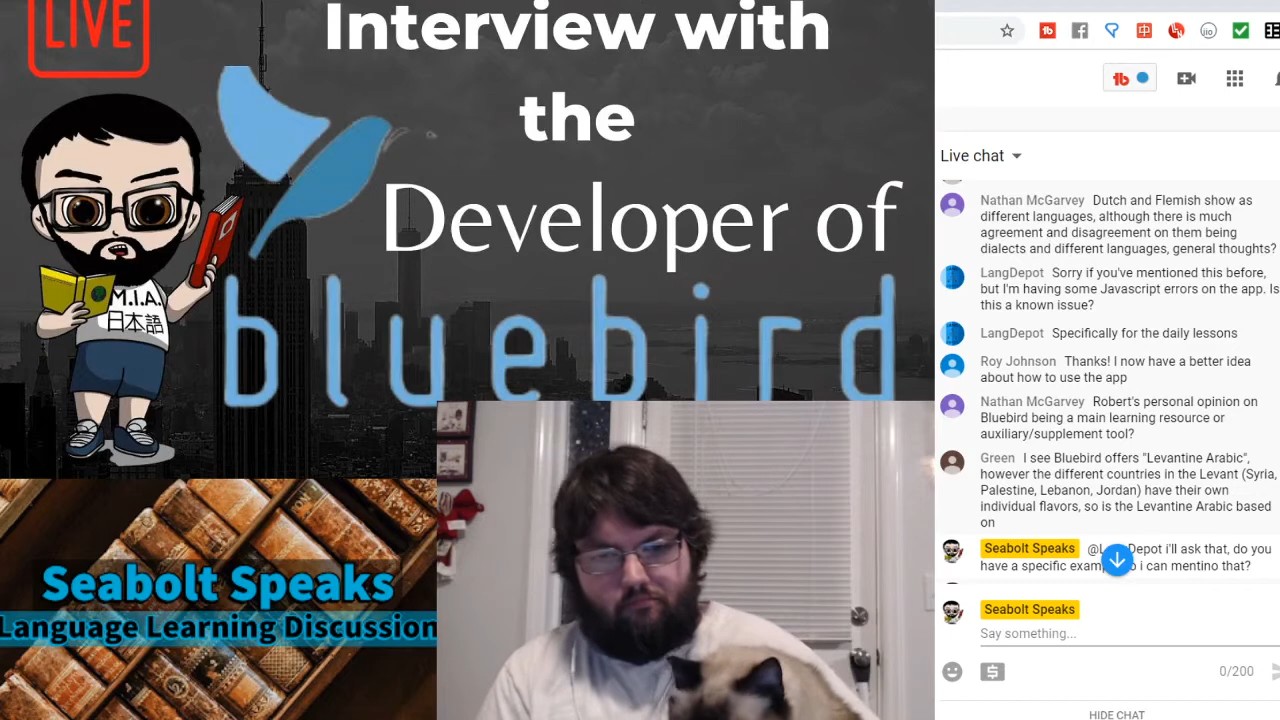 LIVE
Interview with
the
Developer of
bluebird
M.I.A.
日本語
Seabolt Speaks
Language Learning Discussion
Live chat
Nathan McGarvey Dutch and Flemish show as
different languages, although there is much
agreement and disagreement on them being
dialects and different languages, general thoughts?
LangDepot Sorry if you've mentioned this before,
but I'm having some Javascript errors on the app. Is
this a known issue?
LangDepot Specifically for the daily lessons
Roy Johnson Thanks! I now have a better idea
about how to use the app
Nathan McGarvey Robert's personal opinion on
Bluebird being a main learning resource or
auxiliary/supplement tool?
Green I see Bluebird offers "Levantine Arabic",
however the different countries in the Levant (Syria,
Palestine, Lebanon, Jordan) have their own
individual flavors, so is the Levantine Arabic based
on
Seabolt Speaks i'll ask that, do you
have a specific i can mentino that?
Seabolt Speaks
Say something...
0/200
HIDE CHAT